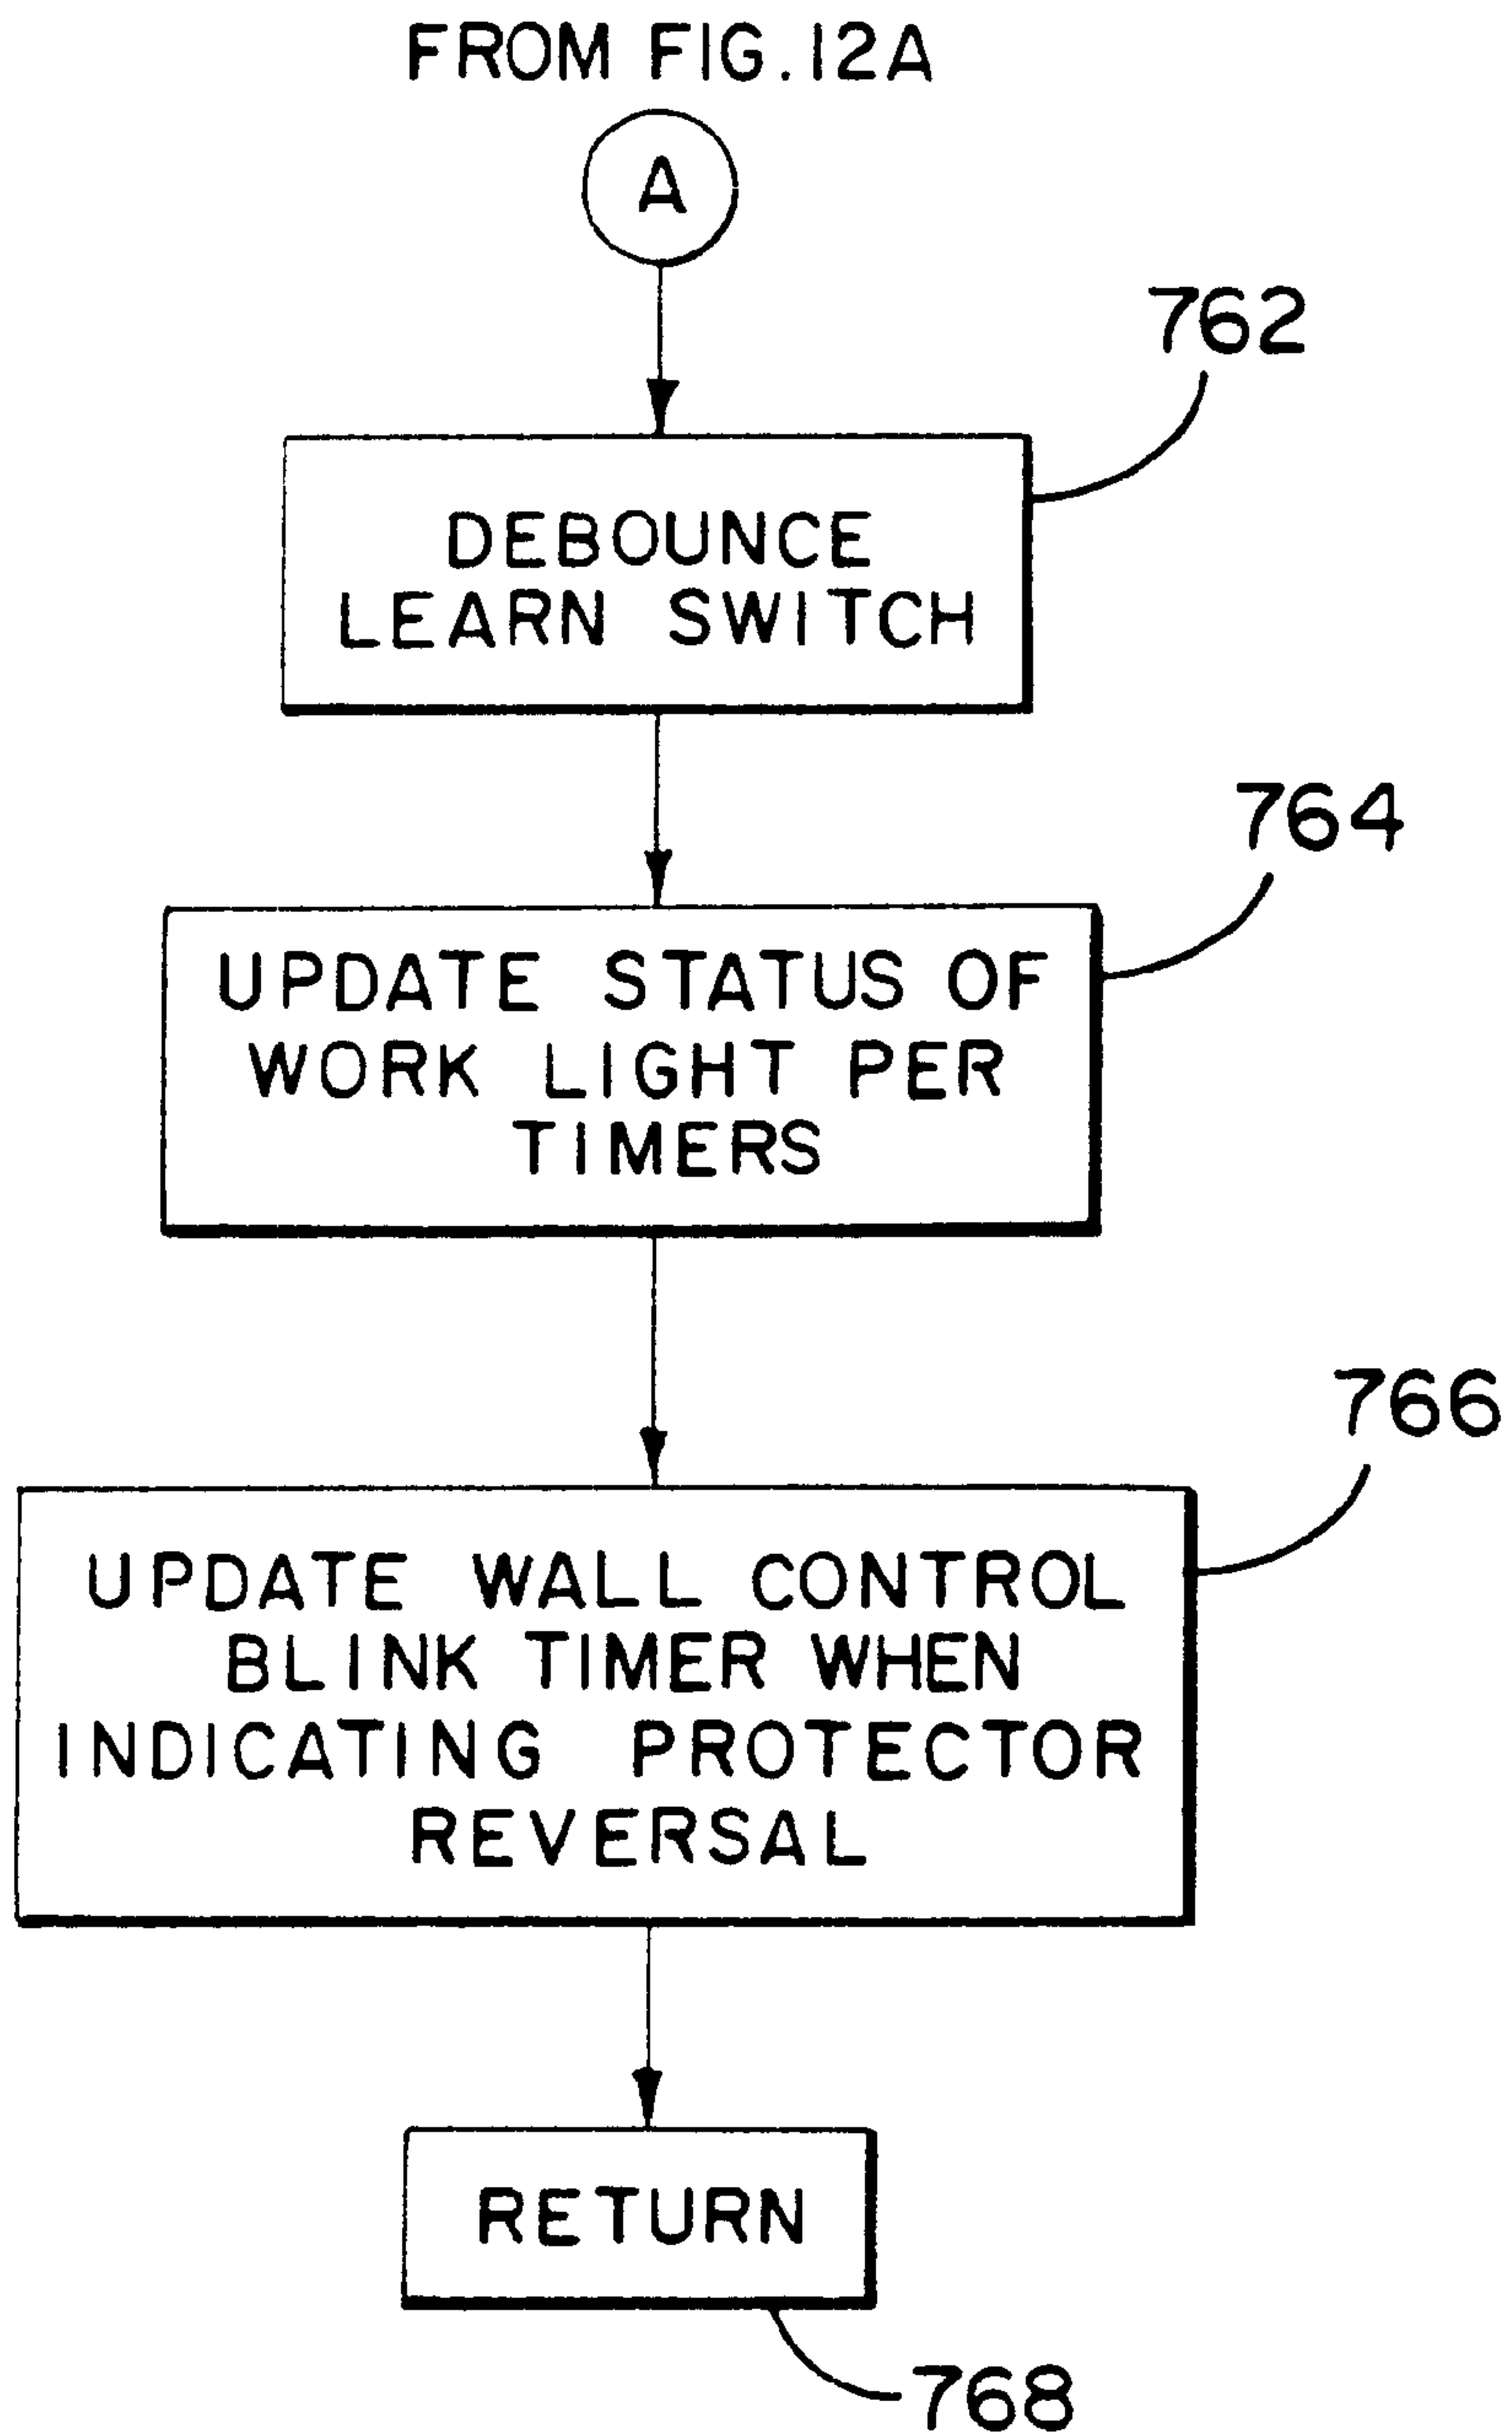 FROM FIG. 12A
A
762
DEBOUNCE
LEARN SWITCH
764
UPDATE STATUS OF
WORK LIGHT PER
TIMERS
766
UPDATE WALL CONTROL
BLINK TIMER WHEN
INDICATING PROTECTOR
REVERSAL
RETURN
768